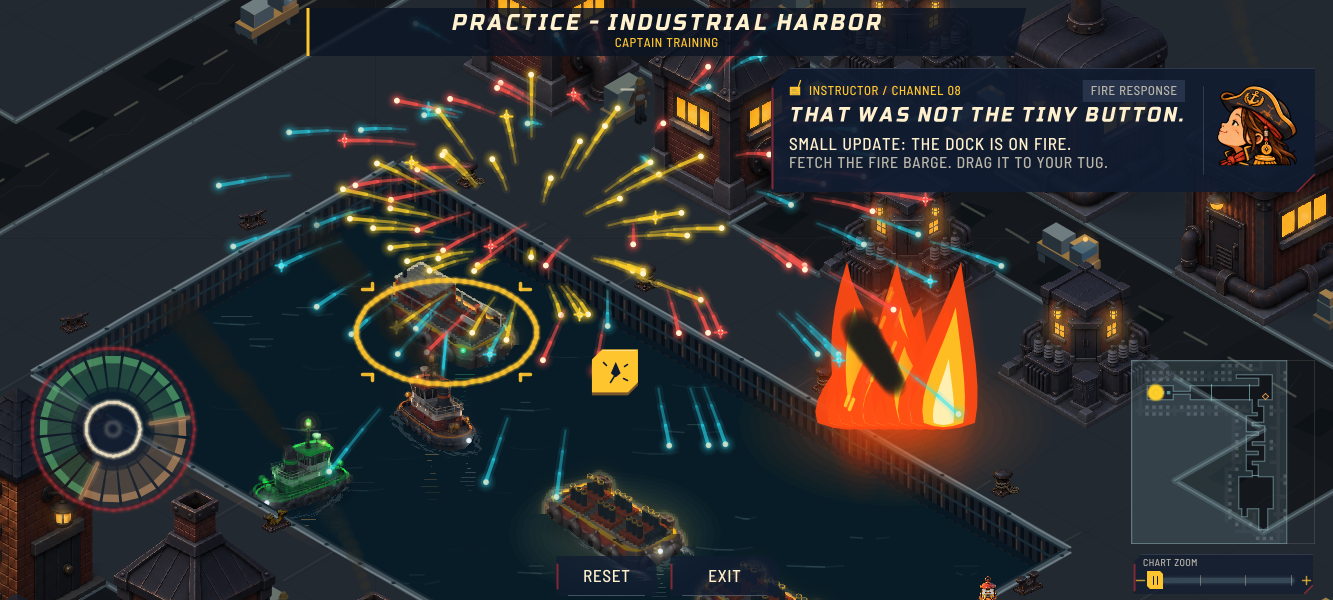 PRACTICE - INDUSTRIAL HARBOR
CAPTAIN TRAINING
INSTRUCTOR / CHANNEL 08
FIRE RESPONSE
THAT WAS NOT THE TINY BUTTON.
SMALL UPDATE: THE DOCK IS ON FIRE.
FETCH THE FIRE BARGE. DRAG IT TO YOUR TUG.
CHART ZOOM
RESET
EXIT